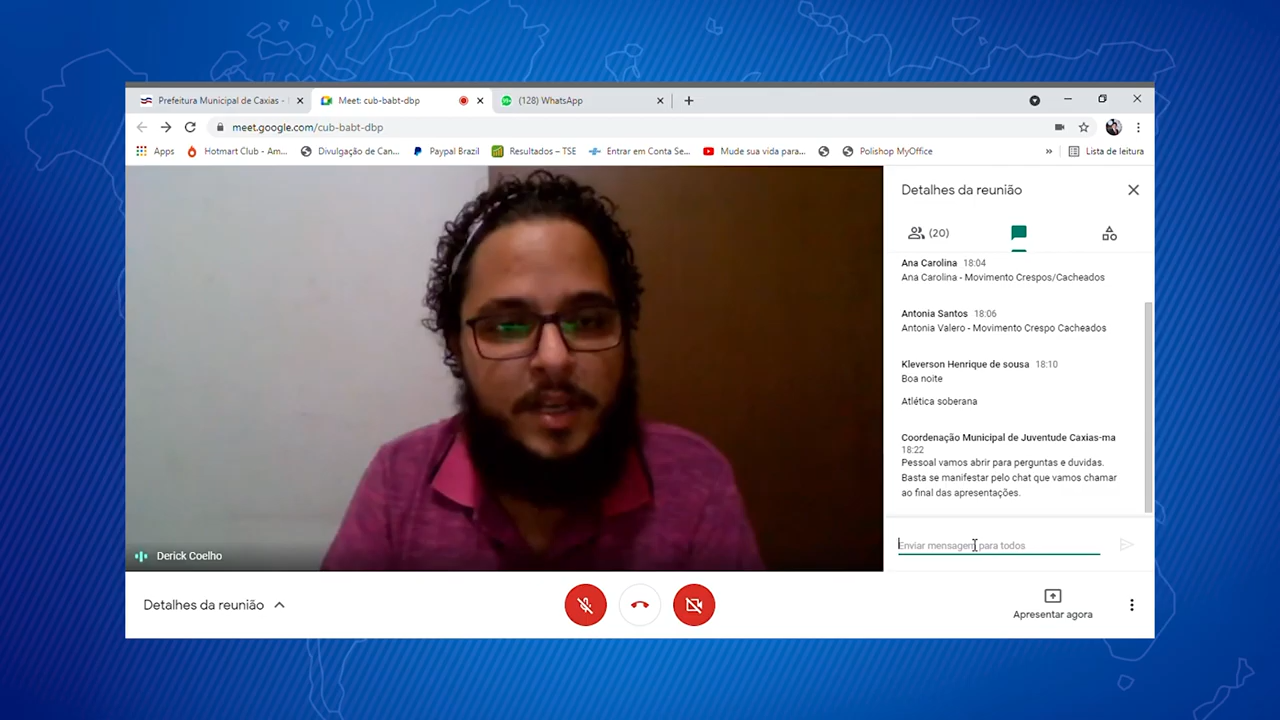 Prefeitura Municipal de Caxias -
Meet: cub-babt-dbp
(128) WhatsApp
meet.google.com/cub-babt-dbp
Apps
Hotmart Club - Am...
Divulgação de Can...
Paypal Brazil
Resultados – TSE
Entrar em Conta Se...
Mude sua vida para...
Polishop MyOffice
»
Lista de leitura
Detalhes da reunião
(20)
Ana Carolina 18:04
Ana Carolina - Movimento Crespos/Cacheados
Antonia Santos 18:06
Antonia Valero - Movimento Crespo Cacheados
Kleverson Henrique de sousa 18:10
Boa noite
Atlética soberana
Coordenação Municipal de Juventude Caxias-ma
18:22
Pessoal vamos abrir para perguntas e duvidas.
Basta se manifestar pelo chat que vamos chamar
ao final das apresentações.
Enviar mensagem para todos
Derick Coelho
Detalhes da reunião
Apresentar agora